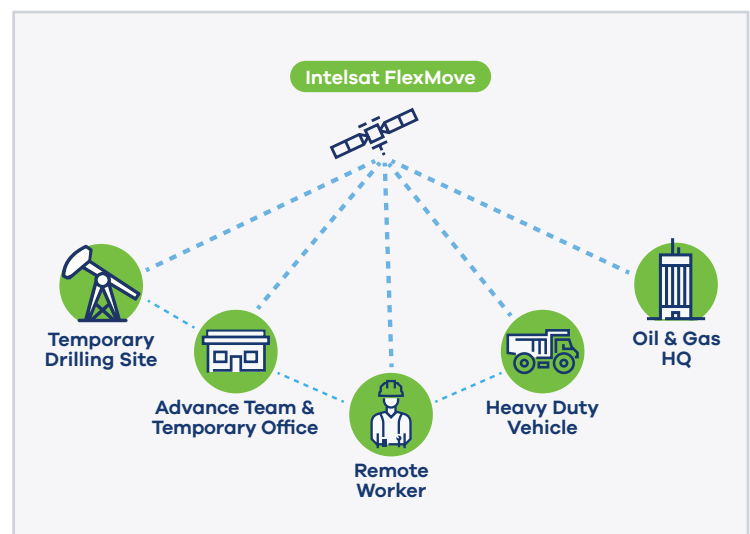 Intelsat FlexMove
Temporary
Drilling Site
Advance Team &
Temporary Office
Remote
Worker
Heavy Duty
Vehicle
Oil & Gas
HQ